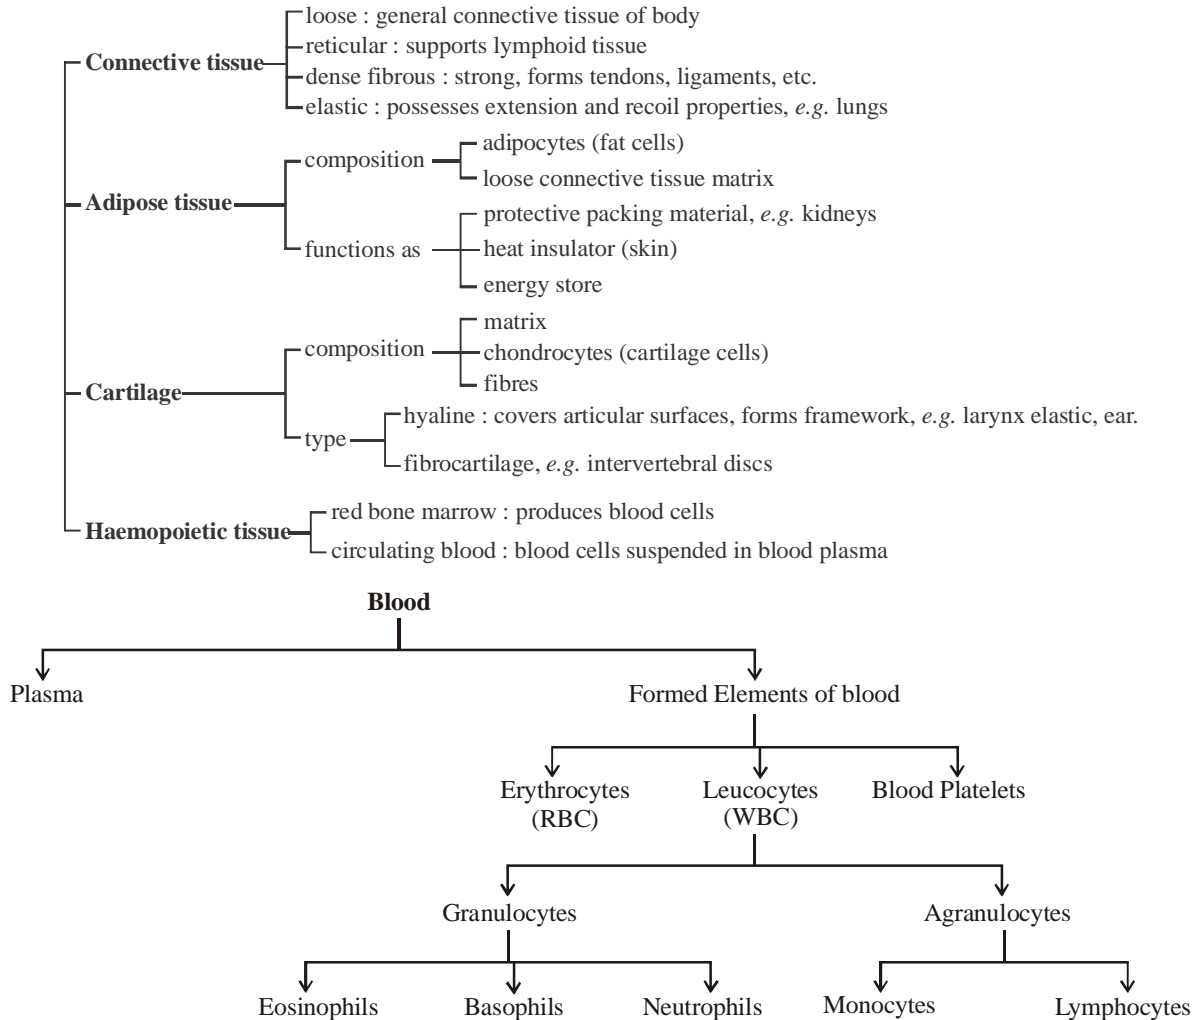 loose : general connective tissue of body
reticular : supports lymphoid tissue
Connective tissue
dense fibrous : strong, forms tendons, ligaments, etc.
elastic : possesses extension and recoil properties, e.g. lungs
adipocytes (fat cells)
composition
loose connective tissue matrix
Adipose tissue
protective packing material, e.g. kidneys
functions as
heat insulator (skin)
energy store
matrix
composition
chondrocytes (cartilage cells)
fibres
Cartilage
hyaline : covers articular surfaces, forms framework, e.g. larynx elastic, ear.
type
fibrocartilage, e.g. intervertebral discs
red bone marrow : produces blood cells
Haemopoietic tissue
circulating blood : blood cells suspended in blood plasma
Blood
Plasma
Formed Elements of blood
Erythrocytes
(RBC)
Leucocytes
(WBC)
Blood Platelets
Granulocytes
Agranulocytes
Eosinophils
Basophils
Neutrophils
Monocytes
Lymphocytes